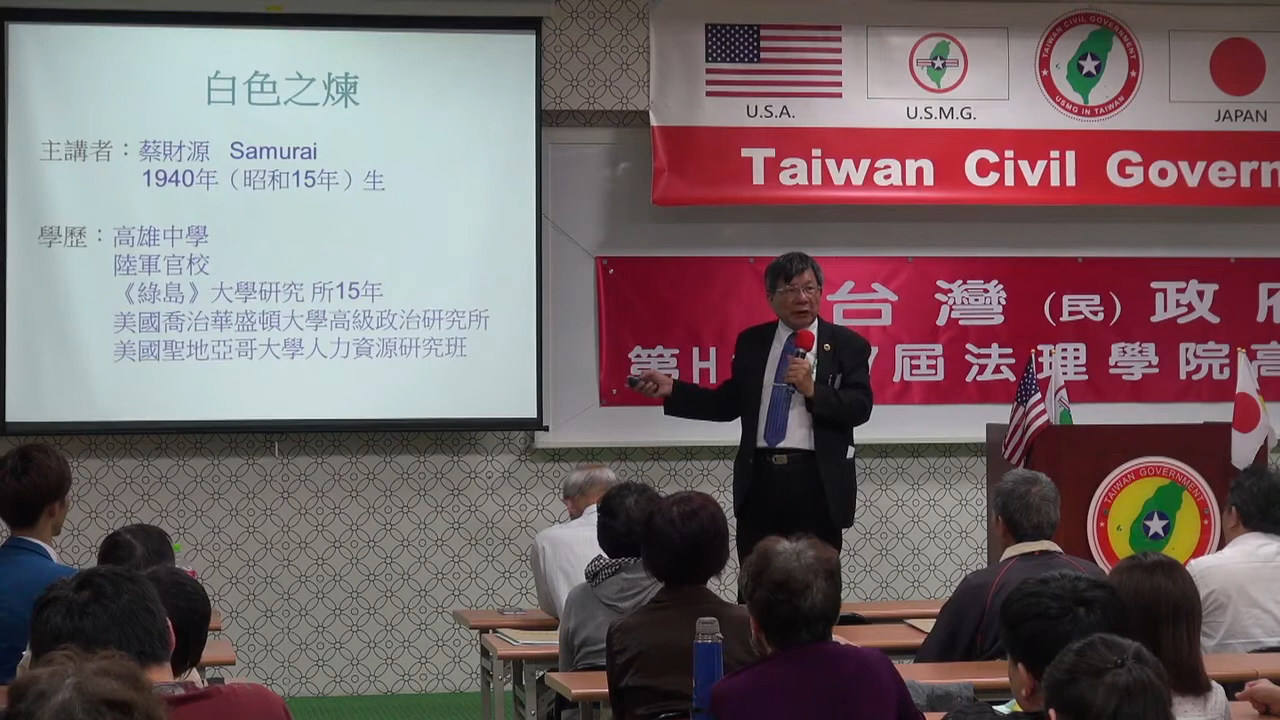 白色之煉
主講者：蔡財源 Samurai
1940年（昭和15年）生
學歷：高雄中學
陸軍官校
《綠島》大學研究 所15年
美國喬治華盛頓大學高級政治研究所
美國聖地亞哥大學人力資源研究班
U.S.A.
U.S.M.G.
TAIWAN CIVIL GOVERNMENT
USMG IN TAIWAN
JAPAN
Taiwan Civil Govern
台灣(民)政府
第H 7屆法理學院高
TAIWAN GOVERNMENT